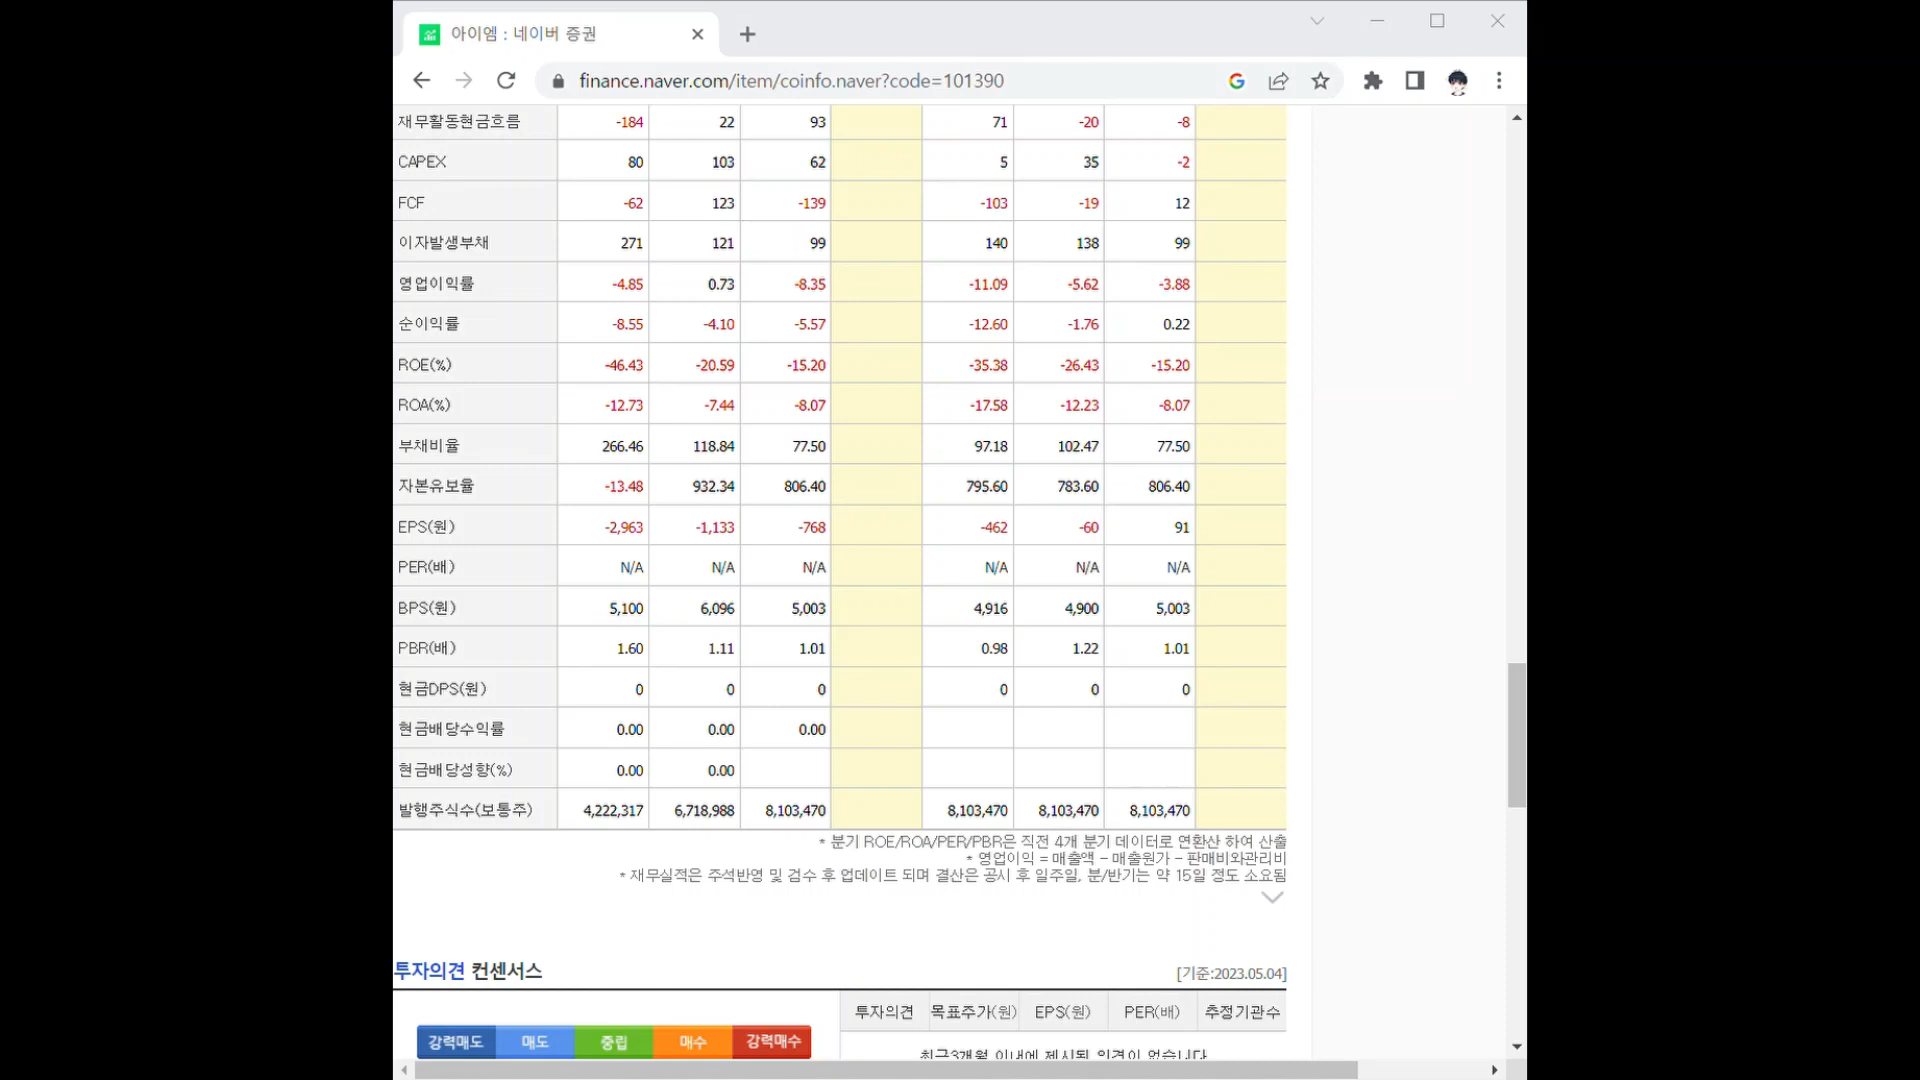 아이엠 : 네이버 증권
finance.naver.com/item/coinfo.naver?code=101390
재무활동현금흐름 -184 22 93 71 -20 -8
CAPEX 80 103 62 5 35 -2
FCF -62 123 -139 -103 -19 12
이자발생부채 271 121 99 140 138 99
영업이익률 -4.85 0.73 -8.35 -11.09 -5.62 -3.88
순이익률 -8.55 -4.10 -5.57 -12.60 -1.76 0.22
ROE(%) -46.43 -20.59 -15.20 -35.38 -26.43 -15.20
ROA(%) -12.73 -7.44 -8.07 -17.58 -12.23 -8.07
부채비율 266.46 118.84 77.50 97.18 102.47 77.50
자본유보율 -13.48 932.34 806.40 795.60 783.60 806.40
EPS(원) -2,963 -1,133 -768 -462 -60 91
PER(배) N/A N/A N/A N/A N/A N/A
BPS(원) 5,100 6,096 5,003 4,916 4,900 5,003
PBR(배) 1.60 1.11 1.01 0.98 1.22 1.01
현금DPS(원) 0 0 0 0 0 0
현금배당수익률 0.00 0.00 0.00
현금배당성향(%) 0.00 0.00
발행주식수(보통주) 4,222,317 6,718,988 8,103,470 8,103,470 8,103,470 8,103,470
* 분기 ROE/ROA/PER/PBR은 직전 4개 분기 데이터로 연환산 하여 산출
* 영업이익 = 매출액 - 매출원가 - 판매비와관리비
* 재무실적은 주석반영 및 검수 후 업데이트 되며 결산은 공시 후 일주일, 분/반기는 약 15일 정도 소요됨
투자의견 컨센서스 [기준:2023.05.04]
투자의견 목표주가(원) EPS(원) PER(배) 추정기관수
강력매도 매도 중립 매수 강력매수
최근3개월 이내에 제시된 의견이 없습니다